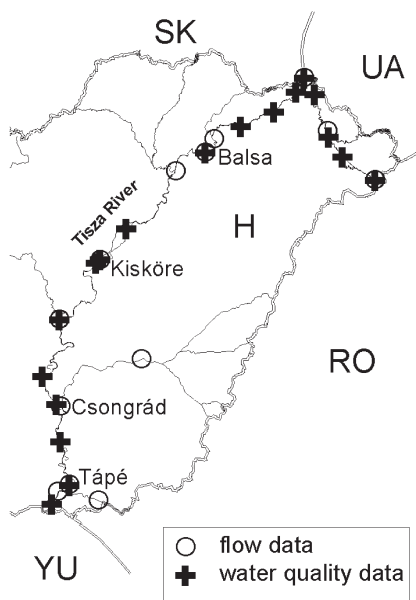 SK
UA
Balsa
Tisza River
H
Kisköre
RO
Csongrád
Tápé
YU
flow data
water quality data